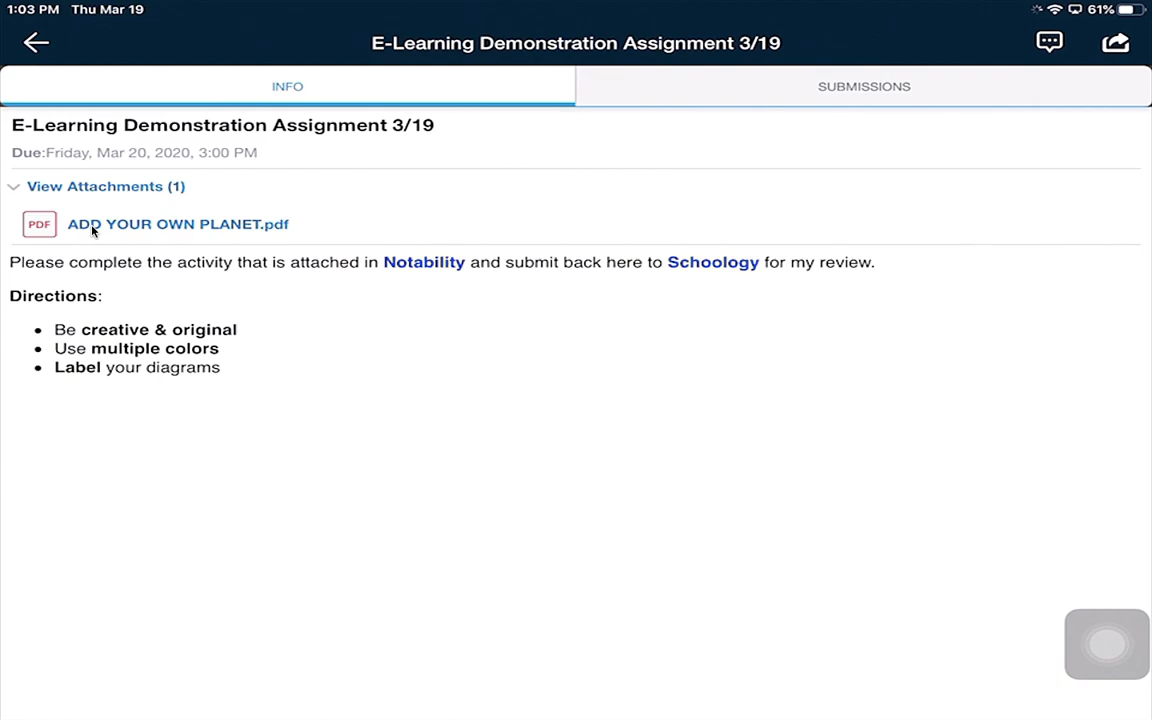 1:03 PM Thu Mar 19 61%
E-Learning Demonstration Assignment 3/19
INFO SUBMISSIONS
E-Learning Demonstration Assignment 3/19
Due:Friday, Mar 20, 2020, 3:00 PM
View Attachments (1)
PDF ADD YOUR OWN PLANET.pdf
Please complete the activity that is attached in Notability and submit back here to Schoology for my review.
Directions:
• Be creative & original
• Use multiple colors
• Label your diagrams